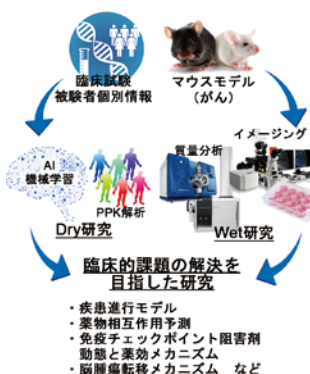 臨床試験
被験者個別情報
マウスモデル
(がん)
イメージング
質量分析
AI
機械学習
PPK解析
Dry研究
Wet研究
臨床的課題の解決を
目指した研究
・疾患進行モデル
・薬物相互作用予測
・免疫チェックポイント阻害剤
動態と薬効メカニズム
・脳腫瘍転移メカニズム など